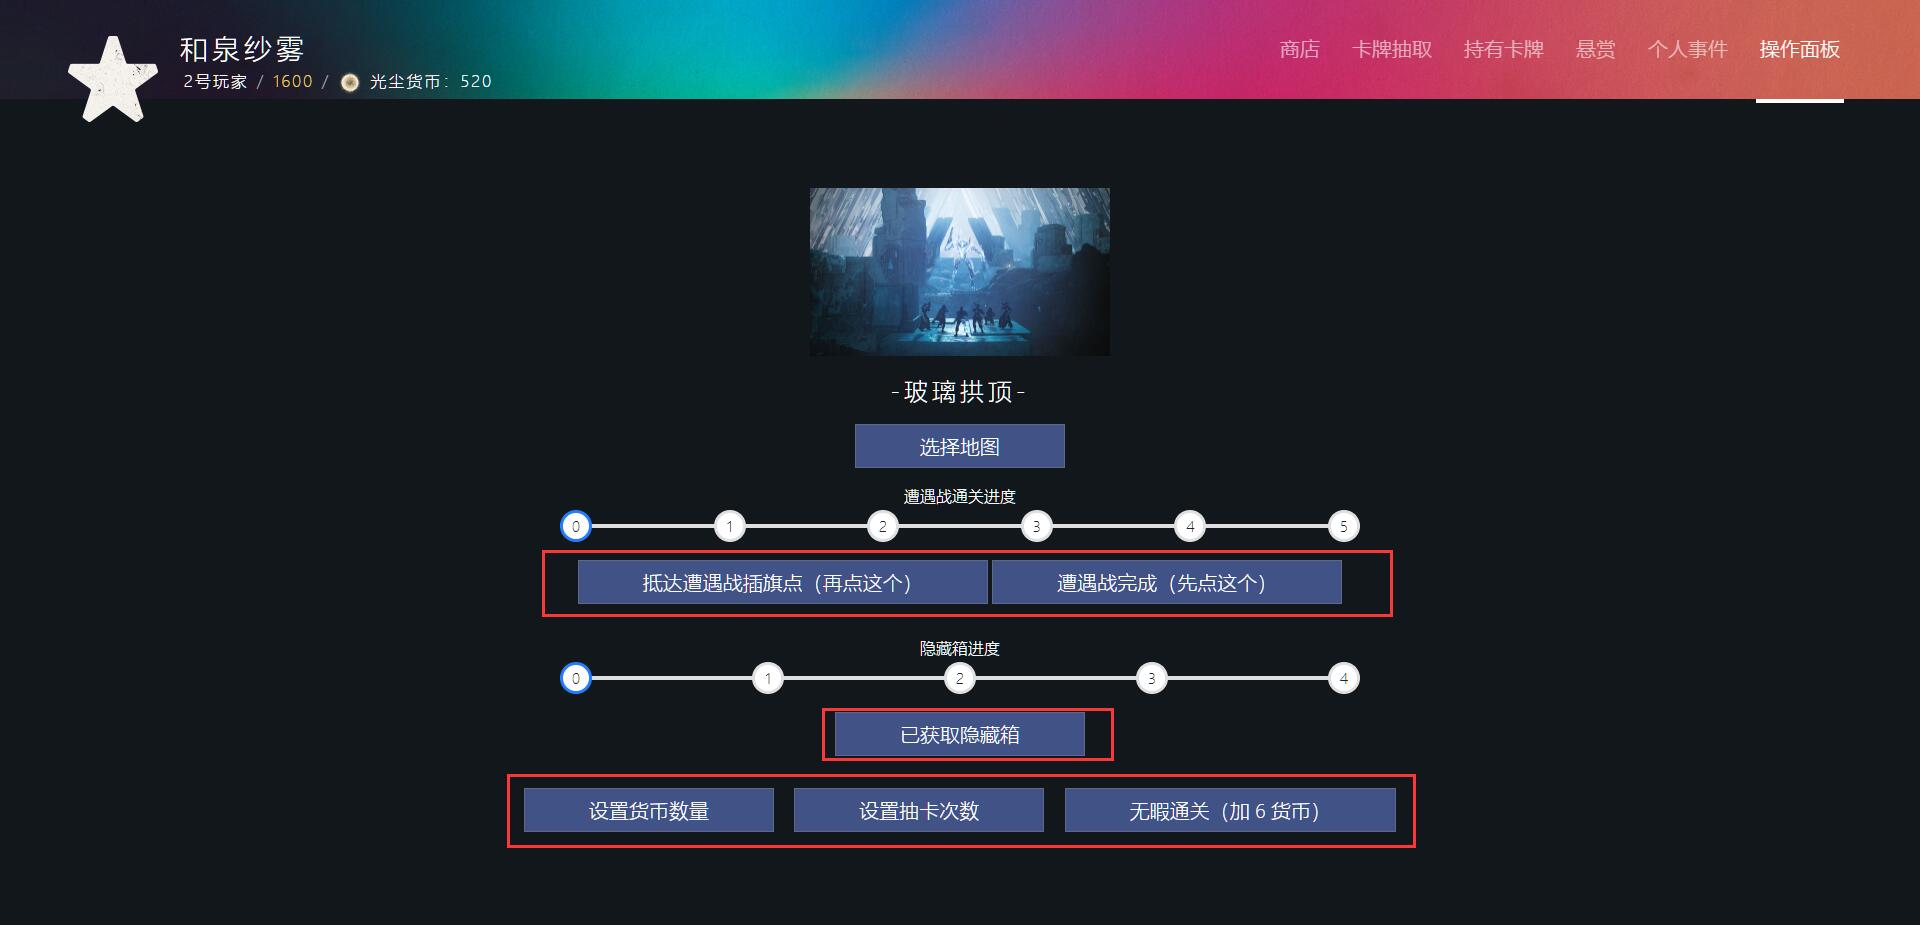 和泉纱雾
2号玩家 / 1600 / 光尘货币：520
商店 卡牌抽取 持有卡牌 悬赏 个人事件 操作面板
-玻璃拱顶-
选择地图
遭遇战通关进度
0 1 2 3 4 5
抵达遭遇战插旗点（再点这个） 遭遇战完成（先点这个）
隐藏箱进度
0 1 2 3 4
已获取隐藏箱
设置货币数量 设置抽卡次数 无暇通关（加 6 货币）